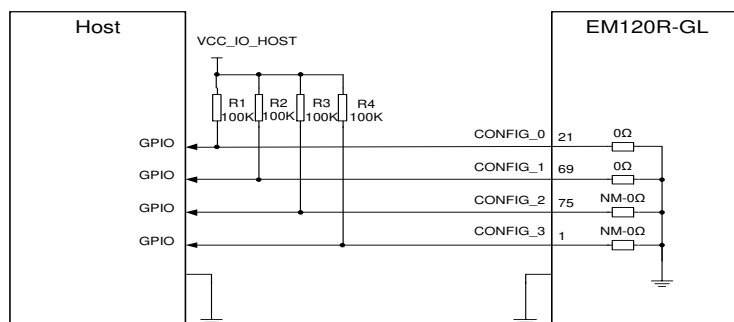 Host
EM120R-GL
VCC_IO_HOST
R1 R2 R3 R4
100K 100K 100K 100K
GPIO CONFIG_0 21 0Ω
GPIO CONFIG_1 69 0Ω
GPIO CONFIG_2 75 NM-0Ω
GPIO CONFIG_3 1 NM-0Ω